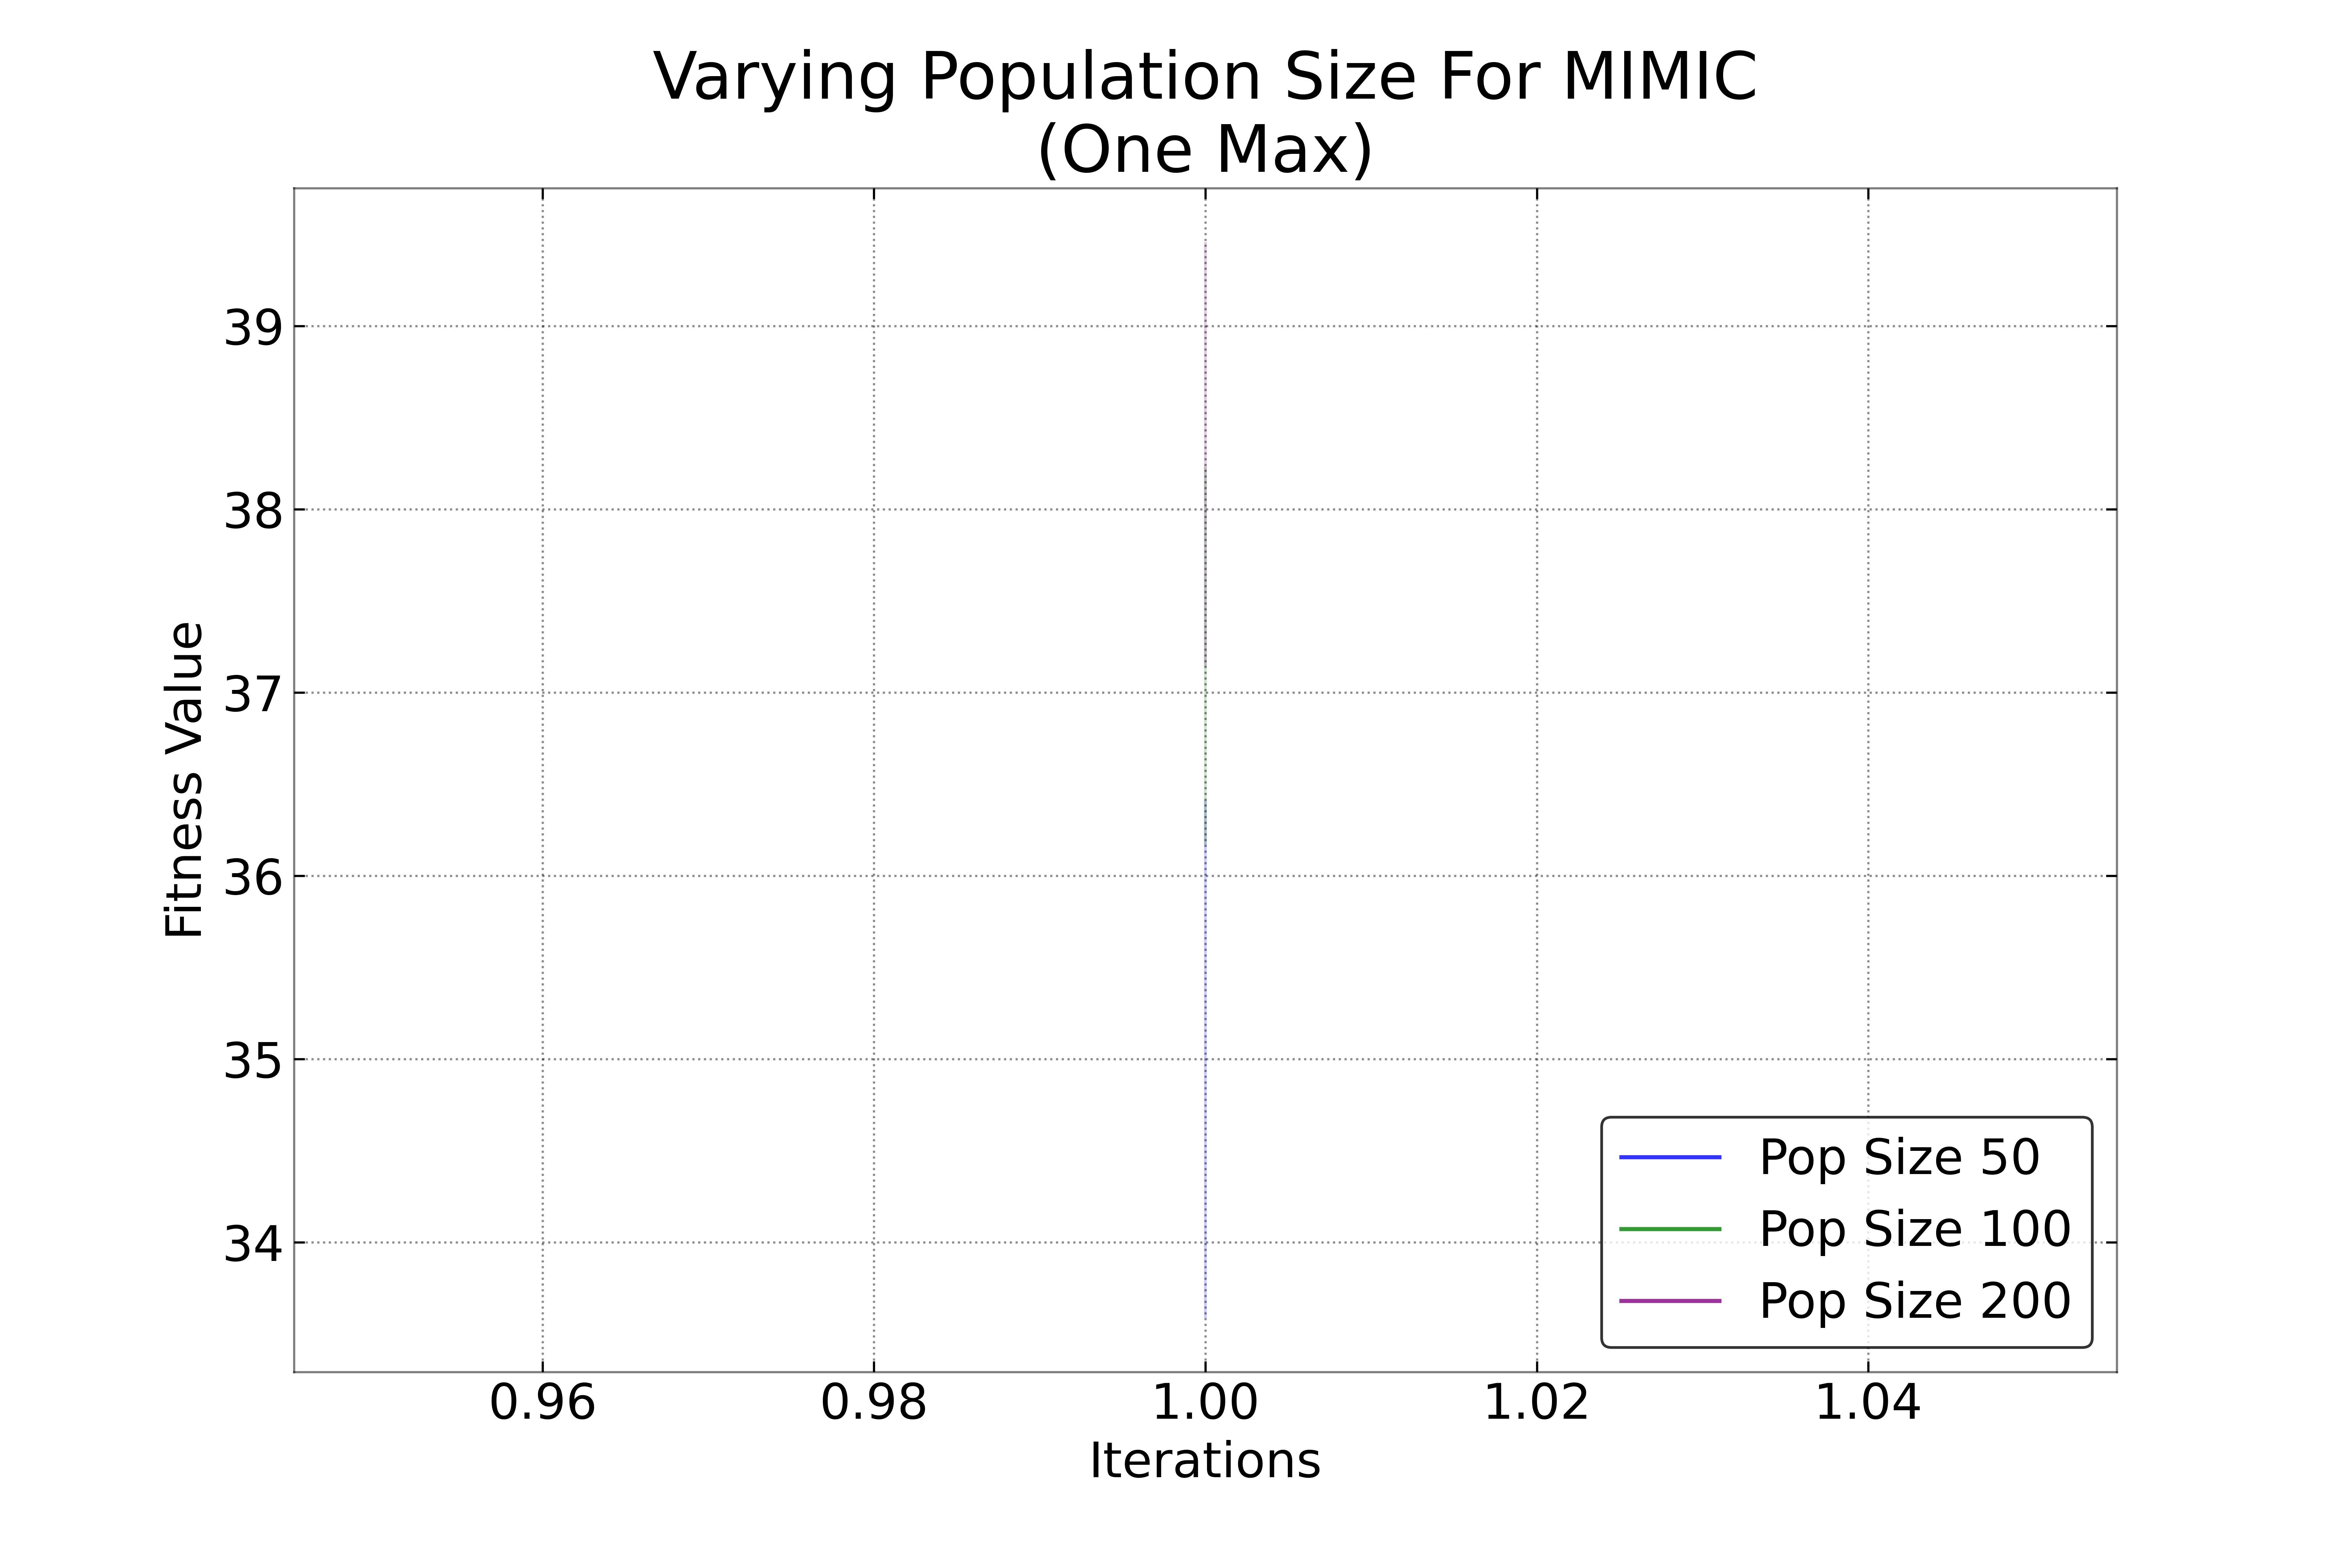 Varying Population Size For MIMIC
(One Max)
39
38
37
36
35
34
Fitness Value
Pop Size 50
Pop Size 100
Pop Size 200
0.96 0.98 1.00 1.02 1.04
Iterations